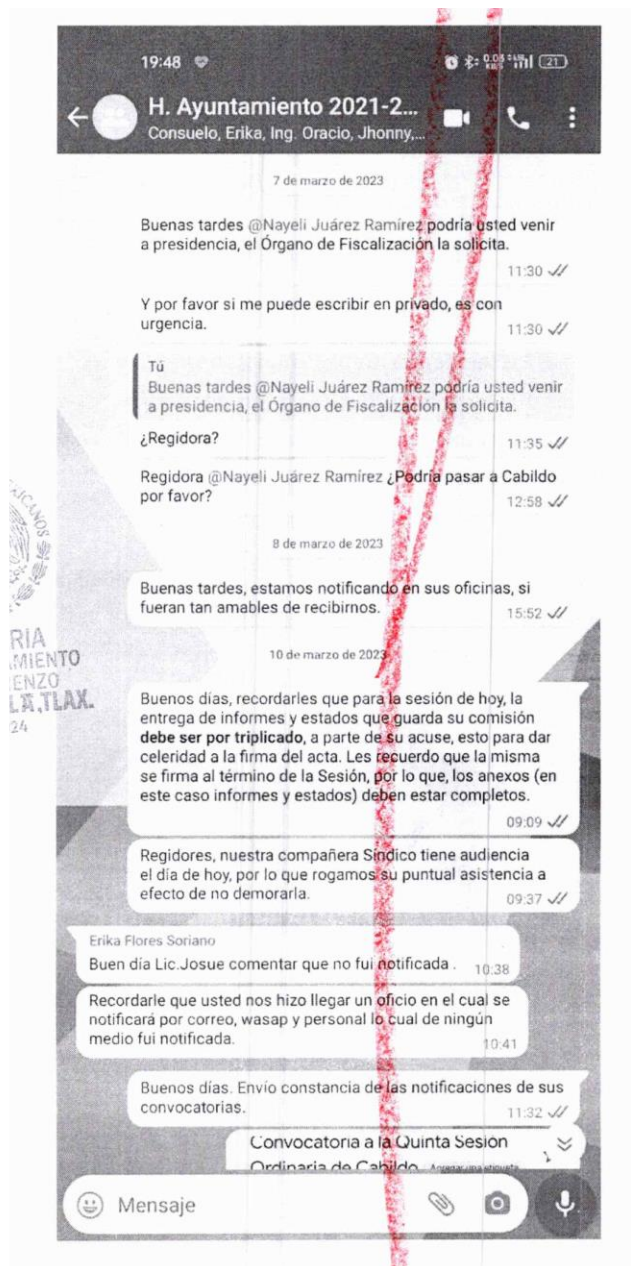 19:48
0.03 KB/S
21
H. Ayuntamiento 2021-2...
Consuelo, Erika, Ing. Oracio, Jhonny,...
7 de marzo de 2023
Buenas tardes @Nayeli Juárez Ramírez podría usted venir
a presidencia, el Órgano de Fiscalización la solicita.
11:30
Y por favor si me puede escribir en privado, es con
urgencia.
11:30
Tú
Buenas tardes @Nayeli Juárez Ramírez podría usted venir
a presidencia, el Órgano de Fiscalización la solicita.
¿Regidora?
11:35
Regidora @Nayeli Juárez Ramírez ¿Podría pasar a Cabildo
por favor?
12:58
8 de marzo de 2023
Buenas tardes, estamos notificando en sus oficinas, si
fueran tan amables de recibirnos.
15:52
10 de marzo de 2023
Buenos días, recordarles que para la sesión de hoy, la
entrega de informes y estados que guarda su comisión
debe ser por triplicado, a parte de su acuse, esto para dar
celeridad a la firma del acta. Les recuerdo que la misma
se firma al término de la Sesión, por lo que, los anexos (en
este caso informes y estados) deben estar completos.
09:09
Regidores, nuestra compañera Síndico tiene audiencia
el día de hoy, por lo que rogamos su puntual asistencia a
efecto de no demorarla.
09:37
Erika Flores Soriano
Buen día Lic.Josue comentar que no fui notificada .
10:38
Recordarle que usted nos hizo llegar un oficio en el cual se
notificará por correo, wasap y personal lo cual de ningún
medio fui notificada.
10:41
Buenos días. Envío constancia de las notificaciones de sus
convocatorias.
11:32
Convocatoria a la Quinta Sesión
Ordinaria de Cabildo
Agregar una etiqueta
Mensaje
ICANOS
RIA
AMIENTO
ENZO
LA, TLAX.
24